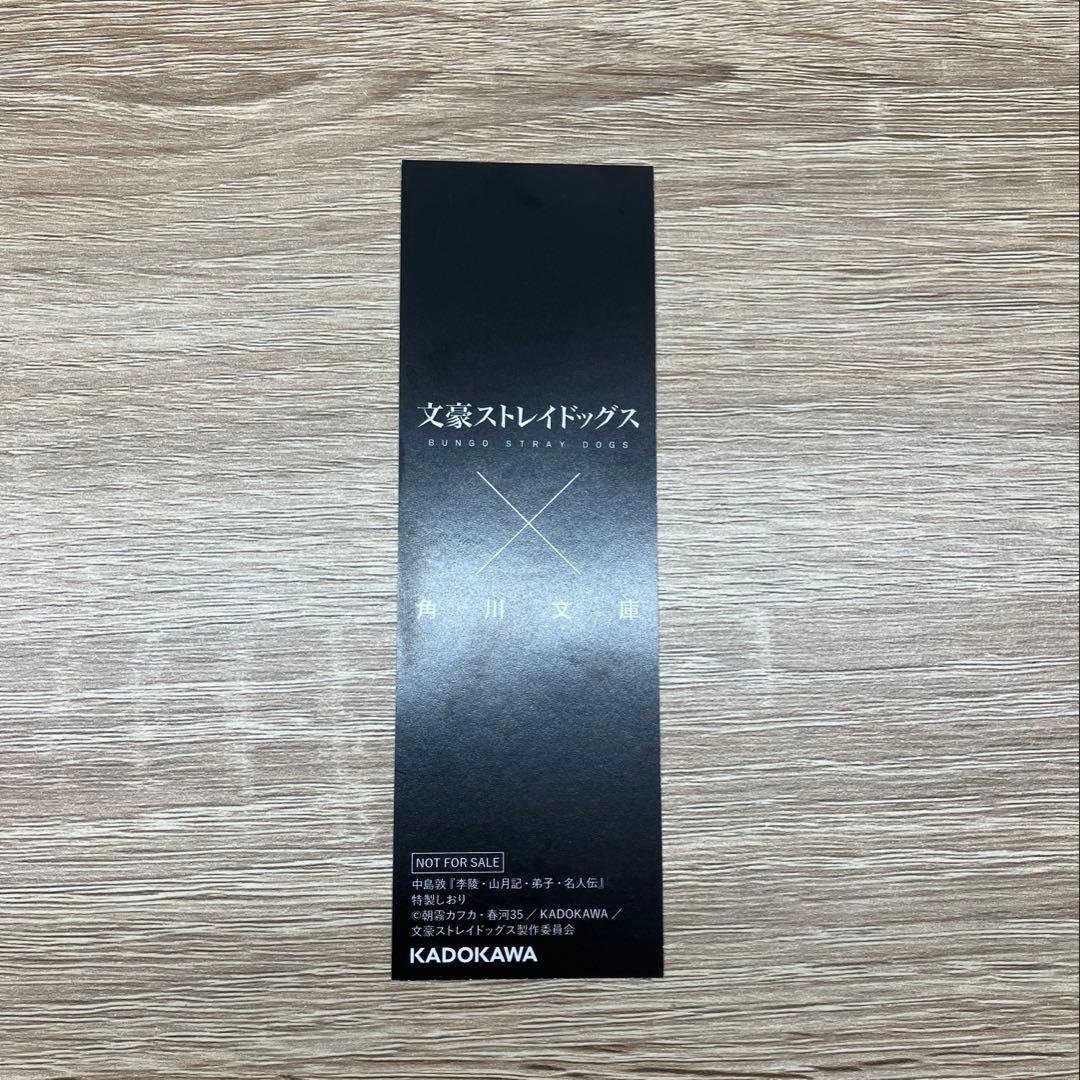 文豪ストレイドッグス
BUNGO STRAY DOGS
角川文庫
NOT FOR SALE
中島敦『李陵・山月記・弟子・名人伝』
特製しおり
©朝霧カフカ・春河35／KADOKAWA／
文豪ストレイドッグス製作委員会
KADOKAWA